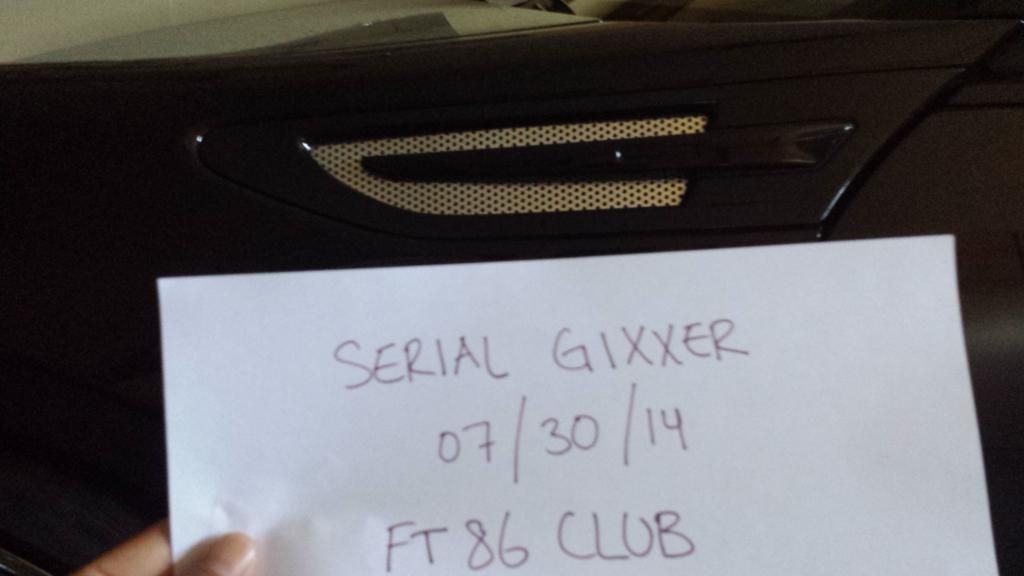 SERIAL GIXXER
07/30/14
FT86 CLUB